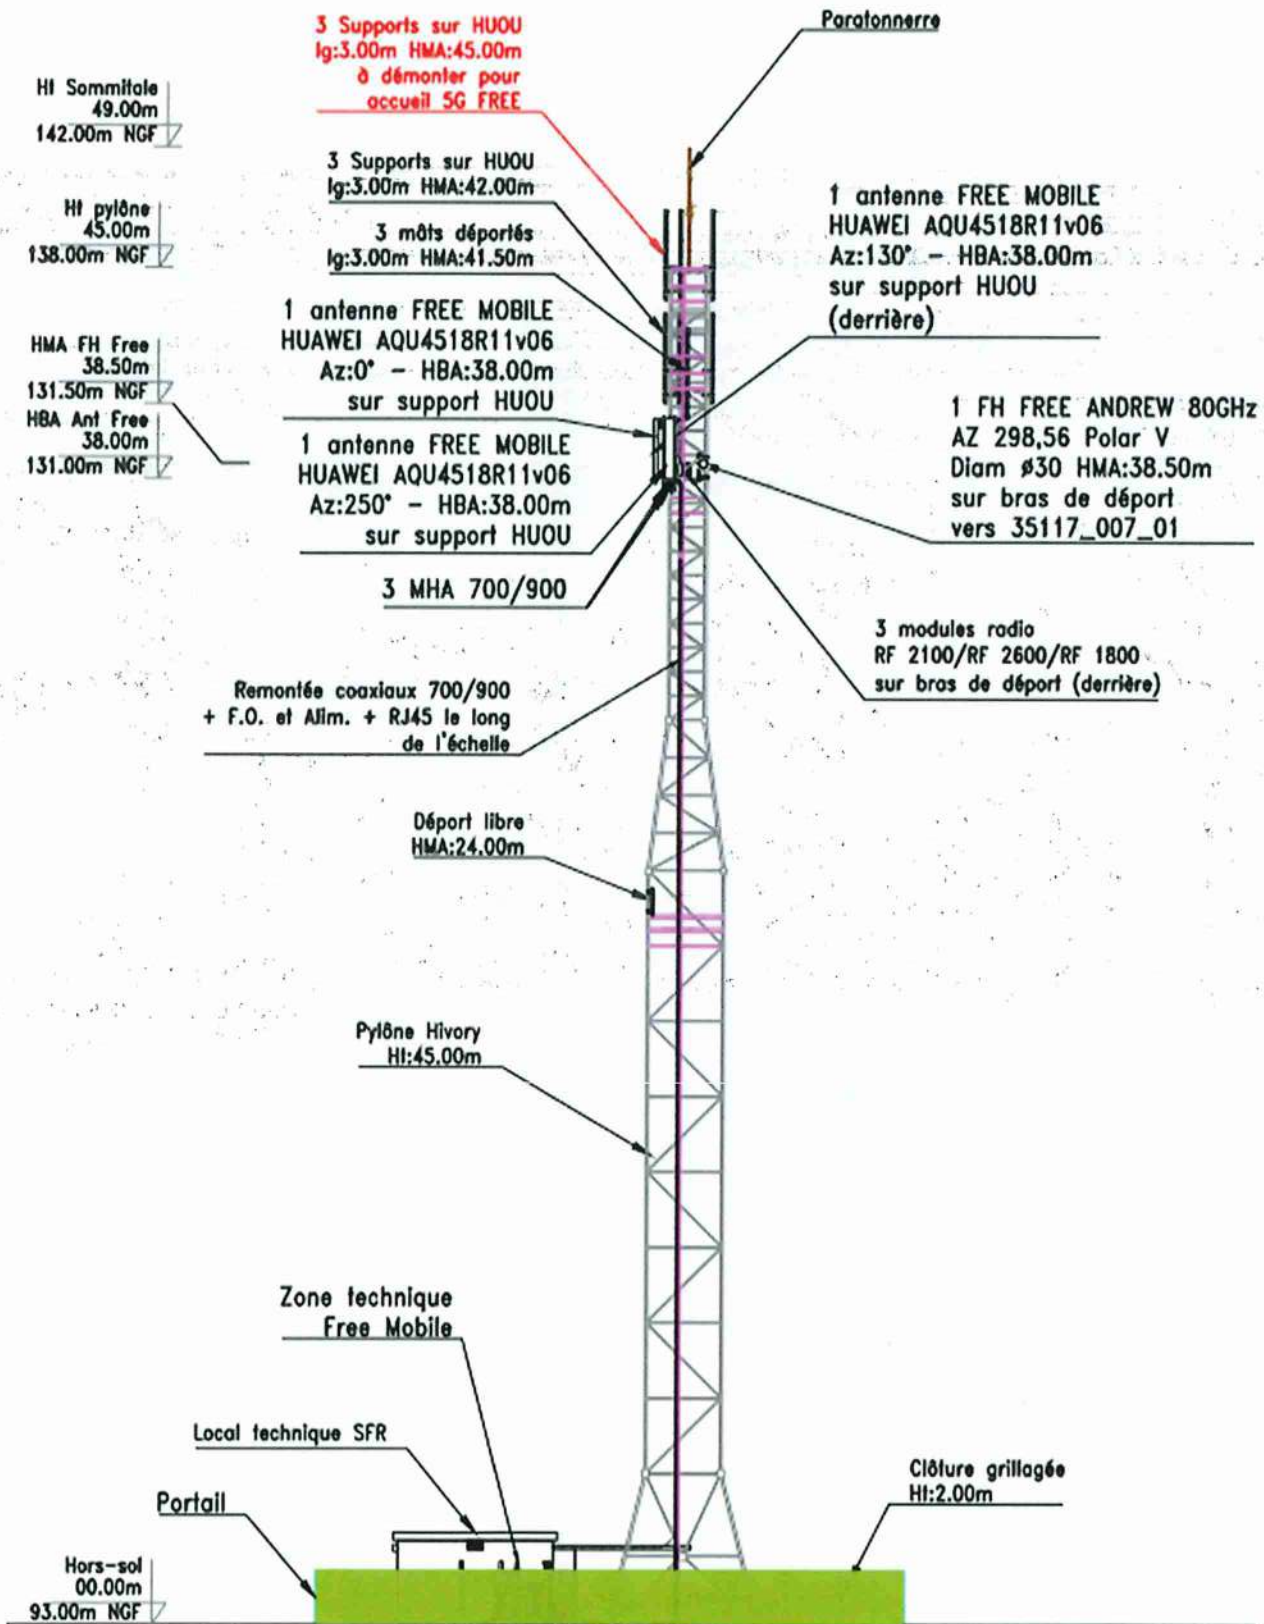 3 Supports sur HUOU
lg:3.00m HMA:45.00m
à démonter pour
accueil 5G FREE
Paratonnerre
Ht Sommitale
49.00m
142.00m NGF
3 Supports sur HUOU
lg:3.00m HMA:42.00m
1 antenne FREE MOBILE
HUAWEI AQU4518R11v06
Az:130° - HBA:38.00m
sur support HUOU
(derrière)
Ht pylône
45.00m
138.00m NGF
3 mâts déportés
lg:3.00m HMA:41.50m
1 antenne FREE MOBILE
HUAWEI AQU4518R11v06
Az:0° - HBA:38.00m
sur support HUOU
HMA FH Free
38.50m
131.50m NGF
HBA Ant Free
38.00m
131.00m NGF
1 FH FREE ANDREW 80GHz
AZ 298,56 Polar V
Diam ø30 HMA:38.50m
sur bras de déport
vers 35117_007_01
1 antenne FREE MOBILE
HUAWEI AQU4518R11v06
Az:250° - HBA:38.00m
sur support HUOU
3 MHA 700/900
3 modules radio
RF 2100/RF 2600/RF 1800
sur bras de déport (derrière)
Remontée coaxiaux 700/900
+ F.O. et Alim. + RJ45 le long
de l'échelle
Déport libre
HMA:24.00m
Pylône Hivory
Ht:45.00m
Zone technique
Free Mobile
Local technique SFR
Clôture grillagée
Ht:2.00m
Portail
Hors-sol
00.00m
93.00m NGF